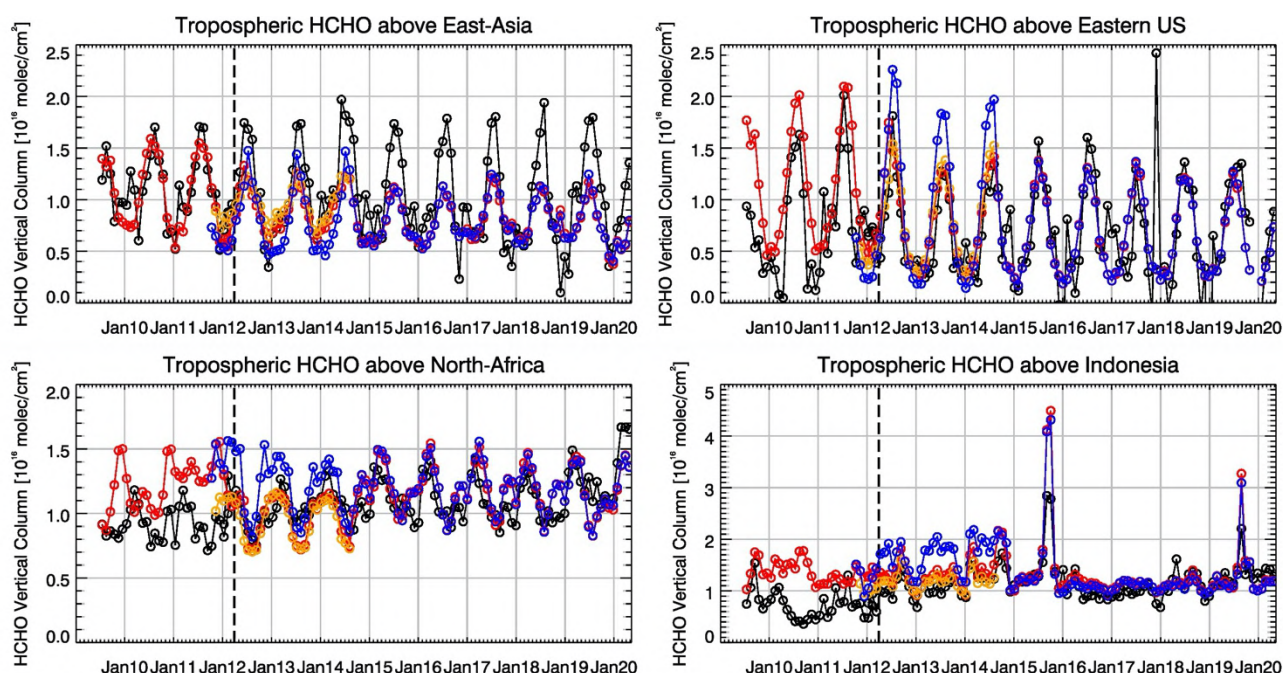 Tropospheric HCHO above East-Asia
HCHO Vertical Column [10¹⁶ molec/cm²]
2.5
2.0
1.5
1.0
0.5
0.0
Jan10 Jan11 Jan12 Jan13 Jan14 Jan15 Jan16 Jan17 Jan18 Jan19 Jan20
Tropospheric HCHO above Eastern US
HCHO Vertical Column [10¹⁶ molec/cm²]
2.5
2.0
1.5
1.0
0.5
0.0
Jan10 Jan11 Jan12 Jan13 Jan14 Jan15 Jan16 Jan17 Jan18 Jan19 Jan20
Tropospheric HCHO above North-Africa
HCHO Vertical Column [10¹⁶ molec/cm²]
2.0
1.5
1.0
0.5
0.0
Jan10 Jan11 Jan12 Jan13 Jan14 Jan15 Jan16 Jan17 Jan18 Jan19 Jan20
Tropospheric HCHO above Indonesia
HCHO Vertical Column [10¹⁶ molec/cm²]
5
4
3
2
1
0
Jan10 Jan11 Jan12 Jan13 Jan14 Jan15 Jan16 Jan17 Jan18 Jan19 Jan20